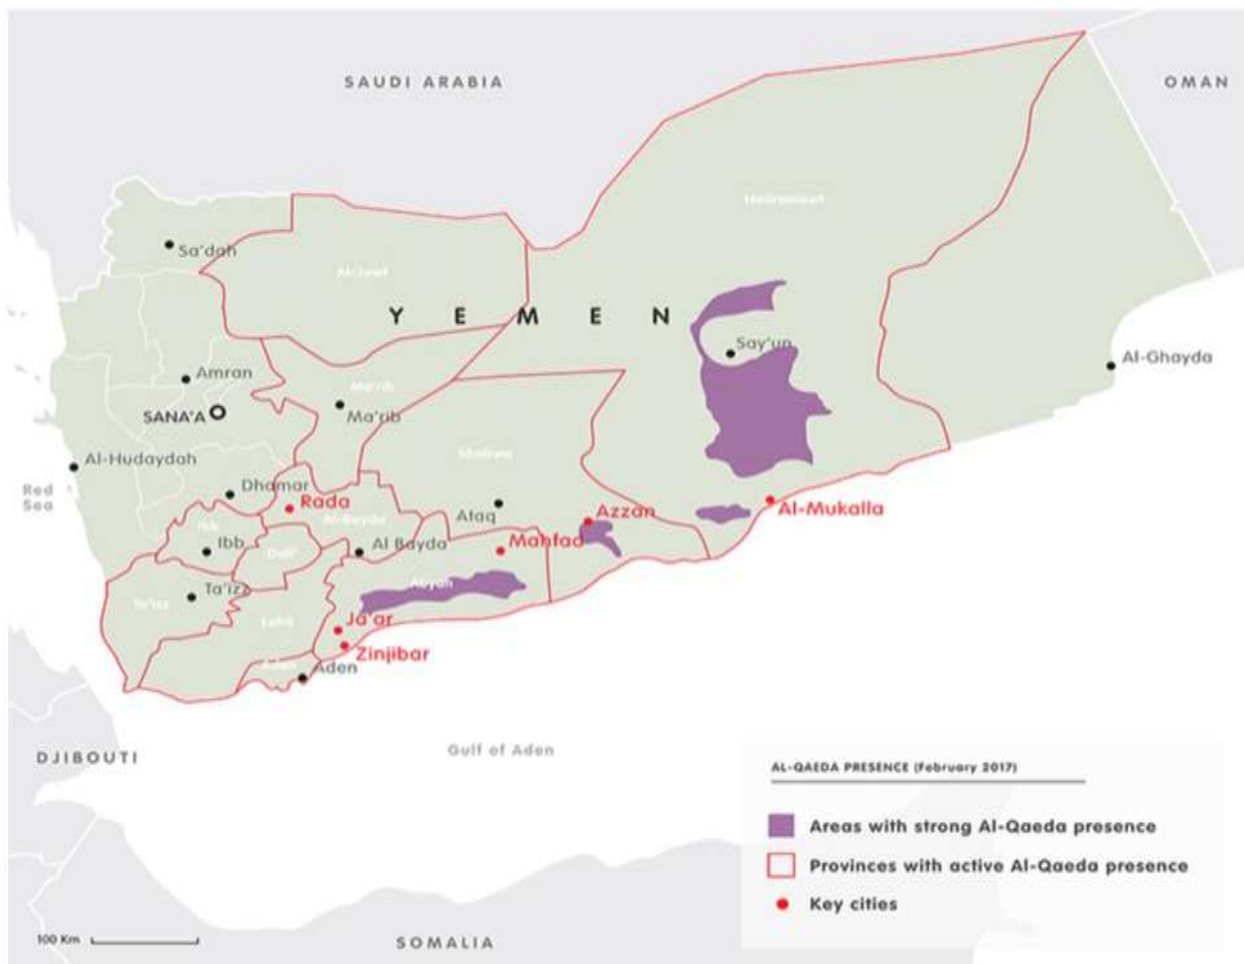 SAUDI ARABIA
OMAN
Hadramawt
Sa'dah
Al-Jawf
Y E M E N
Say'un
Al-Ghayda
Amran
Ma'rib
SANA'A
Ma'rib
Al-Hudaydah
Red
Sea
Dhamar
Rada
Shabwa
Azzan
Al-Mukalla
Al-Bayda
Ataq
Ibb
Ibb
Mahfad
Al Bayda
Dali'
Abyan
Ta'izz
Ta'izz
Lahij
Ja'ar
Zinjibar
Aden
Aden
DJIBOUTI
Gulf of Aden
AL-QAEDA PRESENCE (February 2017)
Areas with strong Al-Qaeda presence
Provinces with active Al-Qaeda presence
Key cities
100 Km
SOMALIA